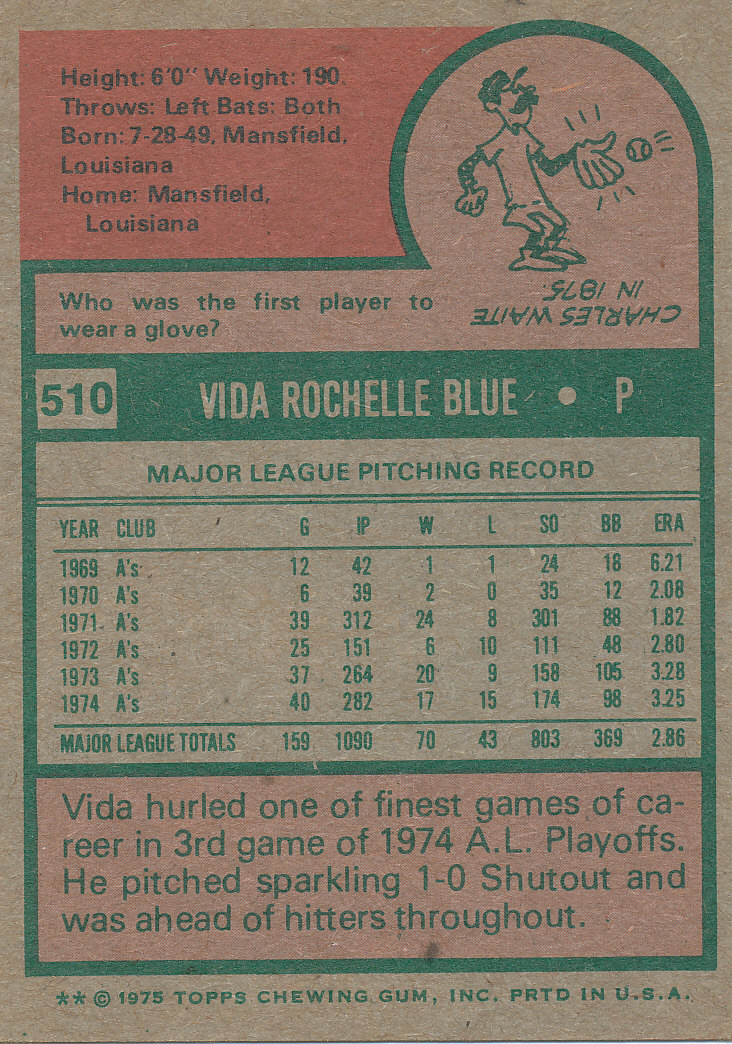 Height: 6'0" Weight: 190.
Throws: Left Bats: Both
Born: 7-28-49, Mansfield,
Louisiana
Home: Mansfield,
Louisiana
Who was the first player to
wear a glove?
CHARLES WAITE
IN 1875.
510 VIDA ROCHELLE BLUE • P
MAJOR LEAGUE PITCHING RECORD
YEAR CLUB G IP W L SO BB ERA
1969 A's 12 42 1 1 24 18 6.21
1970 A's 6 39 2 0 35 12 2.08
1971 A's 39 312 24 8 301 88 1.82
1972 A's 25 151 6 10 111 48 2.80
1973 A's 37 264 20 9 158 105 3.28
1974 A's 40 282 17 15 174 98 3.25
MAJOR LEAGUE TOTALS 159 1090 70 43 803 369 2.86
Vida hurled one of finest games of ca-
reer in 3rd game of 1974 A.L. Playoffs.
He pitched sparkling 1-0 Shutout and
was ahead of hitters throughout.
** © 1975 TOPPS CHEWING GUM, INC. PRTD IN U.S.A.